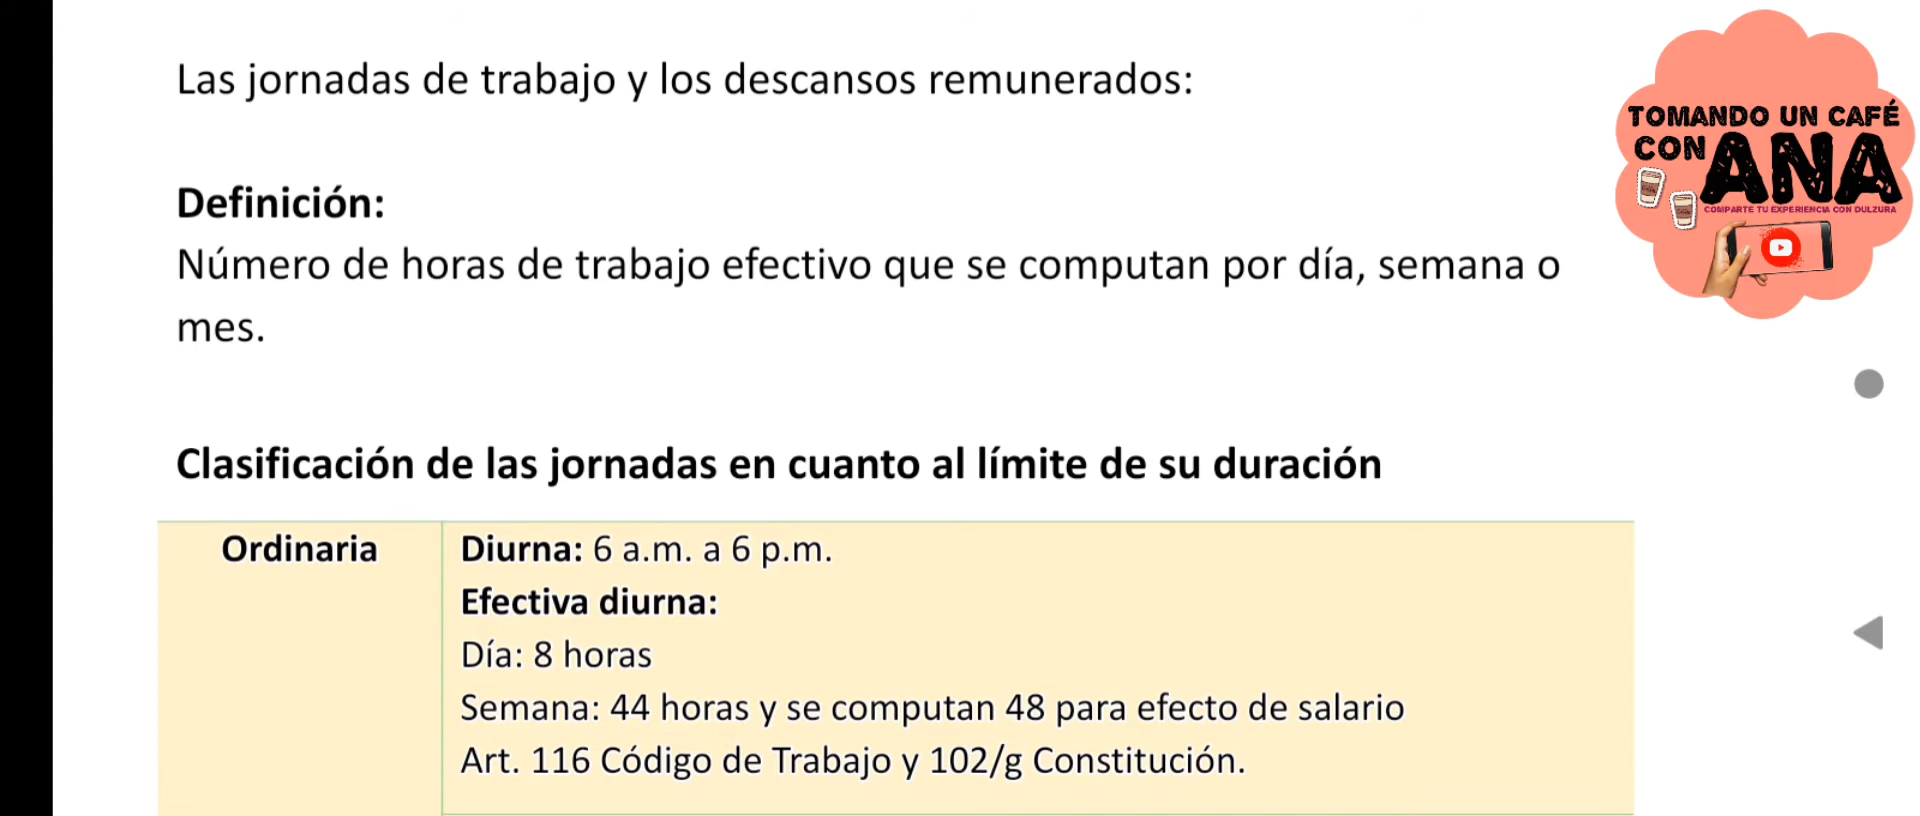 Las jornadas de trabajo y los descansos remunerados:
TOMANDO UN CAFÉ
CON ANA
COMPARTE TU EXPERIENCIA CON DULZURA
Definición:
Número de horas de trabajo efectivo que se computan por día, semana o
mes.
Clasificación de las jornadas en cuanto al límite de su duración
Ordinaria
Diurna: 6 a.m. a 6 p.m.
Efectiva diurna:
Día: 8 horas
Semana: 44 horas y se computan 48 para efecto de salario
Art. 116 Código de Trabajo y 102/g Constitución.